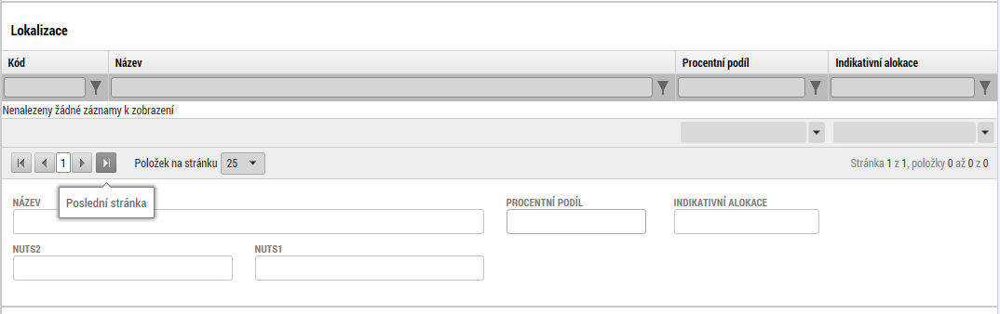 Lokalizace
Kód Název Procentní podíl Indikativní alokace
Nenalezeny žádné záznamy k zobrazení
1 Položek na stránku 25 Stránka 1 z 1, položky 0 až 0 z 0
Poslední stránka
NÁZEV PROCENTNÍ PODÍL INDIKATIVNÍ ALOKACE
NUTS2 NUTS1